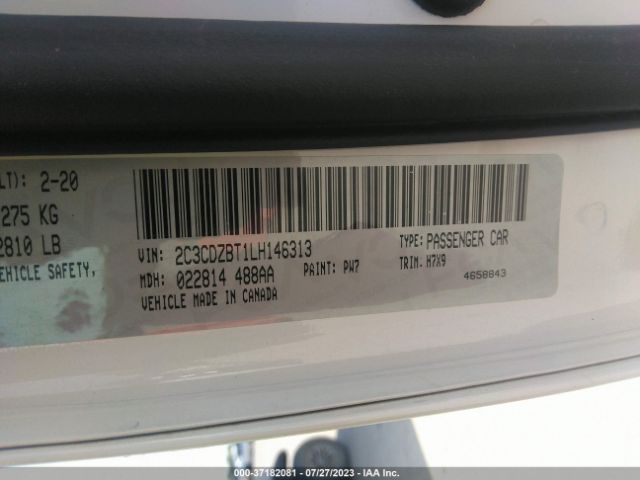 LT): 2-20
275 KG
2810 LB
EHICLE SAFETY,
VIN: 2C3CDZBT1LH146313
TYPE: PASSENGER CAR
MDH: 022814 488AA
PAINT: PW7
TRIM: H7X9
VEHICLE MADE IN CANADA
4658843
000-37182081 - 07/27/2023 - IAA Inc.